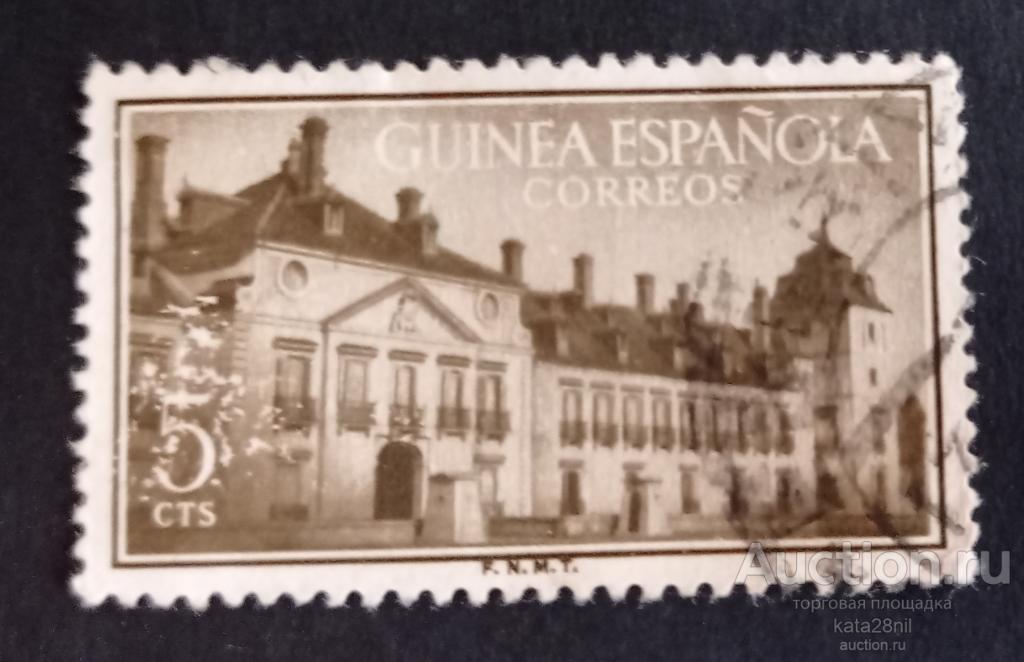 GUINEA ESPAÑOLA
CORREOS
5
CTS
F. N. M. T.
Auction.ru
торговая площадка
kata28nil
auction.ru